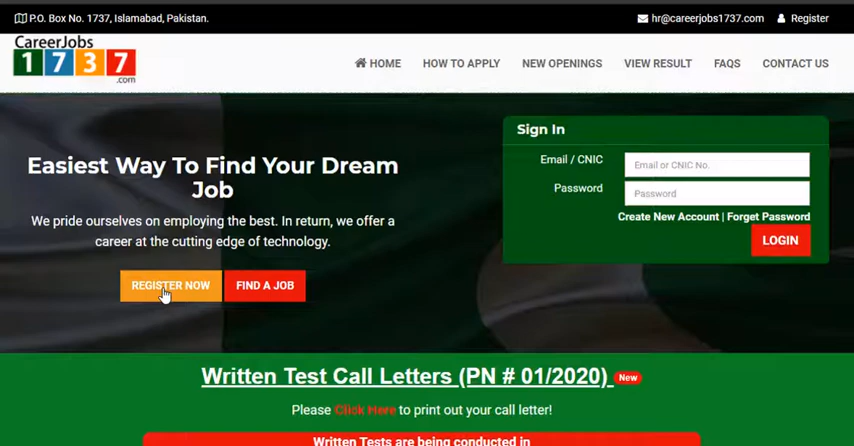 P.O. Box No. 1737, Islamabad, Pakistan.
hr@careerjobs1737.com
Register
CareerJobs
1737
.com
HOME
HOW TO APPLY
NEW OPENINGS
VIEW RESULT
FAQS
CONTACT US
Easiest Way To Find Your Dream
Job
We pride ourselves on employing the best. In return, we offer a
career at the cutting edge of technology.
REGISTER NOW
FIND A JOB
Sign In
Email / CNIC
Email or CNIC No.
Password
Password
Create New Account | Forget Password
LOGIN
Written Test Call Letters (PN # 01/2020)
New
Please Click Here to print out your call letter!
Written Tests are being conducted in